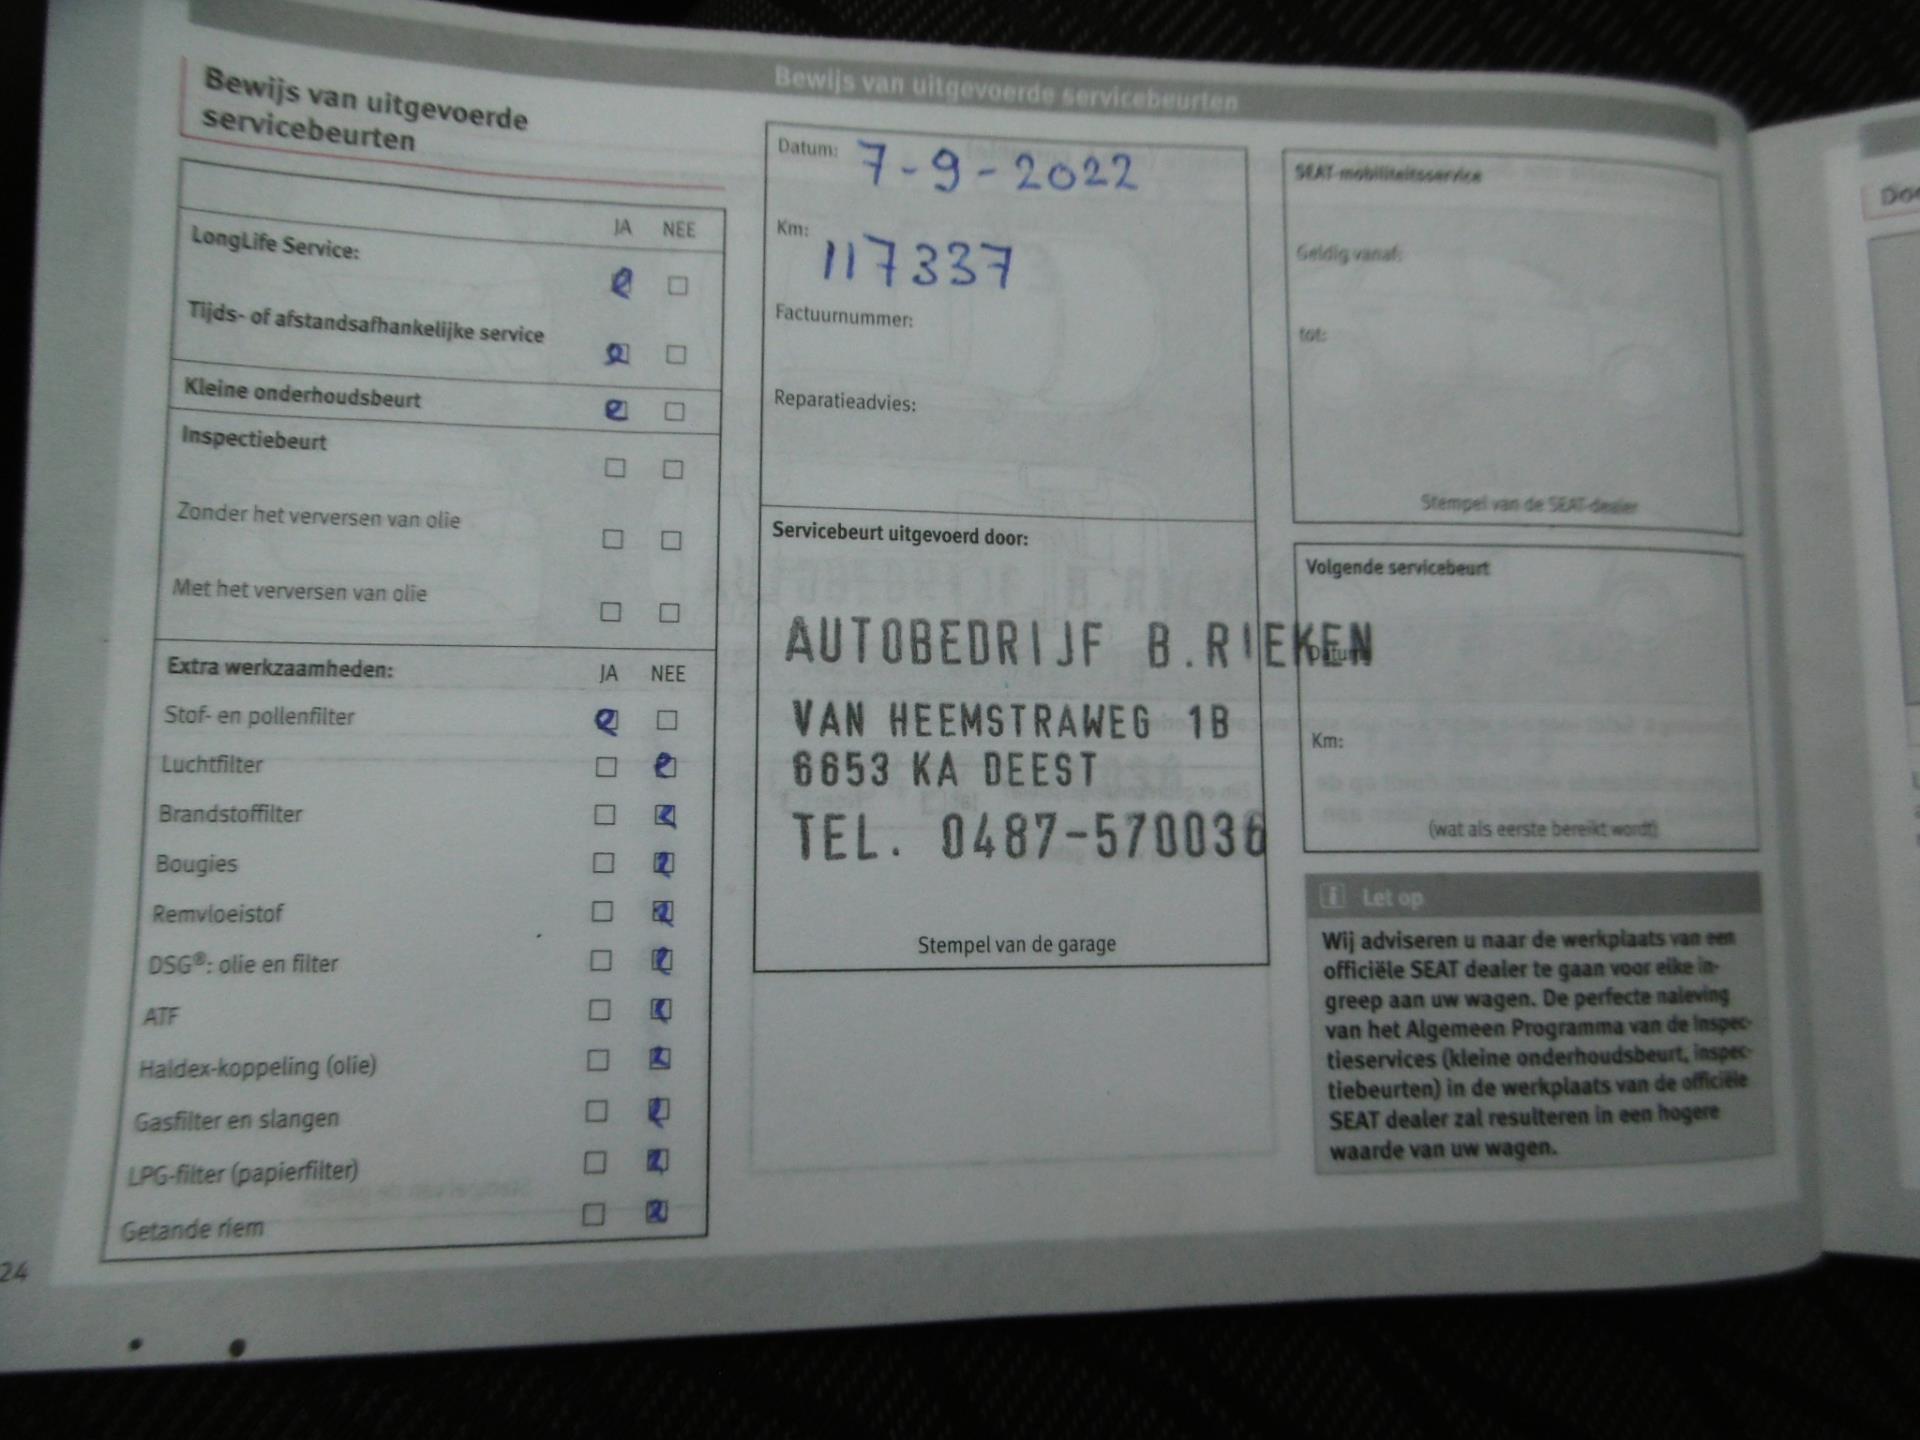 Bewijs van uitgevoerde servicebeurten
Bewijs van uitgevoerde
servicebeurten
JA NEE
LongLife Service:
Tijds- of afstandsafhankelijke service
Kleine onderhoudsbeurt
Inspectiebeurt
Zonder het verversen van olie
Met het verversen van olie
Extra werkzaamheden: JA NEE
Stof- en pollenfilter
Luchtfilter
Brandstoffilter
Bougies
Remvloeistof
DSG®: olie en filter
ATF
Haldex-koppeling (olie)
Gasfilter en slangen
LPG-filter (papierfilter)
Getande riem
24
Datum: 7-9-2022
Km: 117337
Factuurnummer:
Reparatieadvies:
Servicebeurt uitgevoerd door:
AUTOBEDRIJF B.RIEKEN
VAN HEEMSTRAWEG 1B
6653 KA DEEST
TEL. 0487-570036
Stempel van de garage
SEAT-mobiliteitsservice
Geldig vanaf:
tot:
Stempel van de SEAT-dealer
Volgende servicebeurt
Datum:
Km:
(wat als eerste bereikt wordt)
Let op
Wij adviseren u naar de werkplaats van een
officiële SEAT dealer te gaan voor elke in-
greep aan uw wagen. De perfecte naleving
van het Algemeen Programma van de inspec-
tieservices (kleine onderhoudsbeurt, inspec-
tiebeurten) in de werkplaats van de officiële
SEAT dealer zal resulteren in een hogere
waarde van uw wagen.